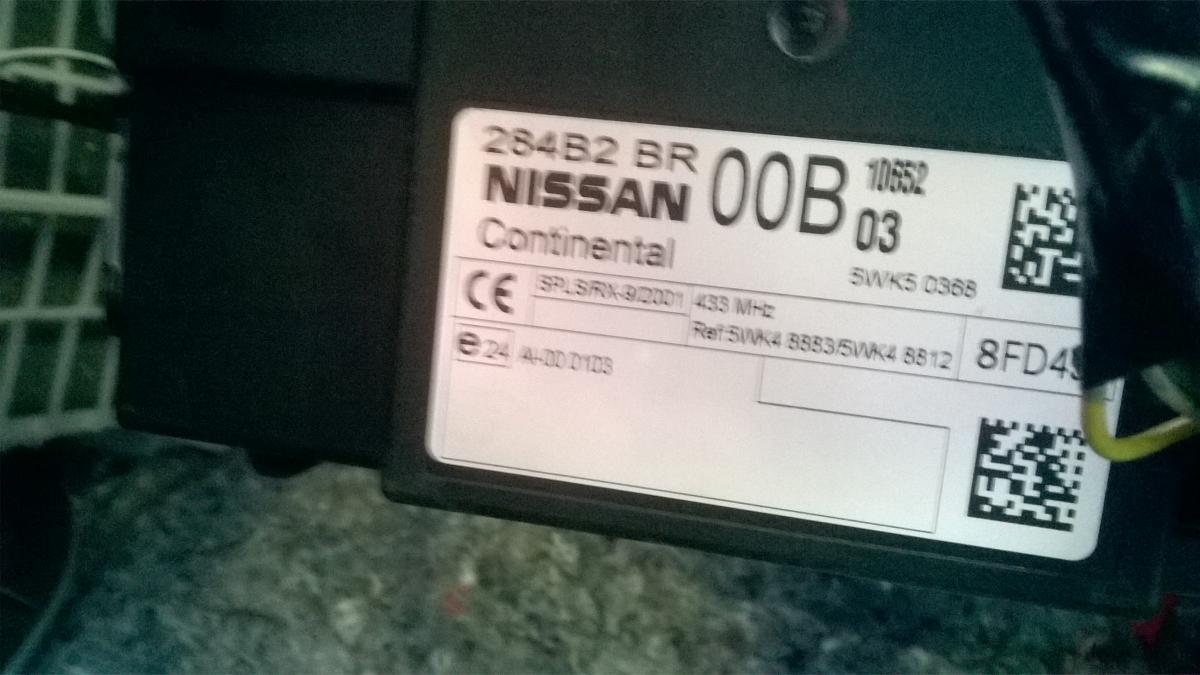 284B2 BR
NISSAN
Continental
00B
10652
03
5WK5 0368
CE
SPLS/RX-9/2001
433 MHz
Ref:5WK4 8883/5WK4 8812
e24